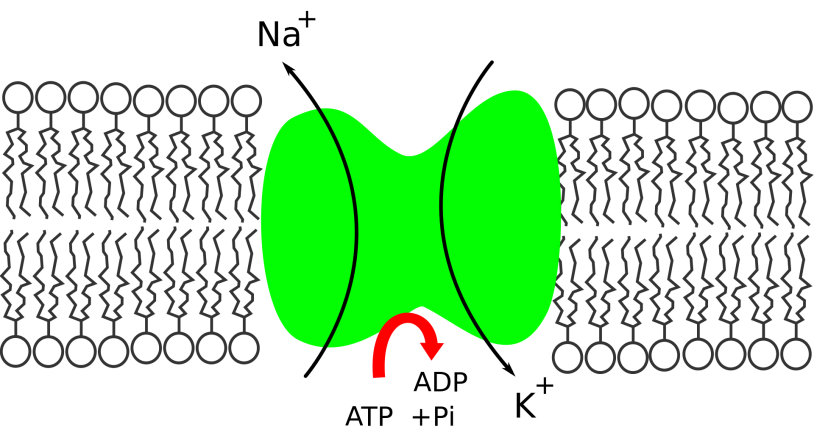 Na+
ADP
ATP +Pi
K+